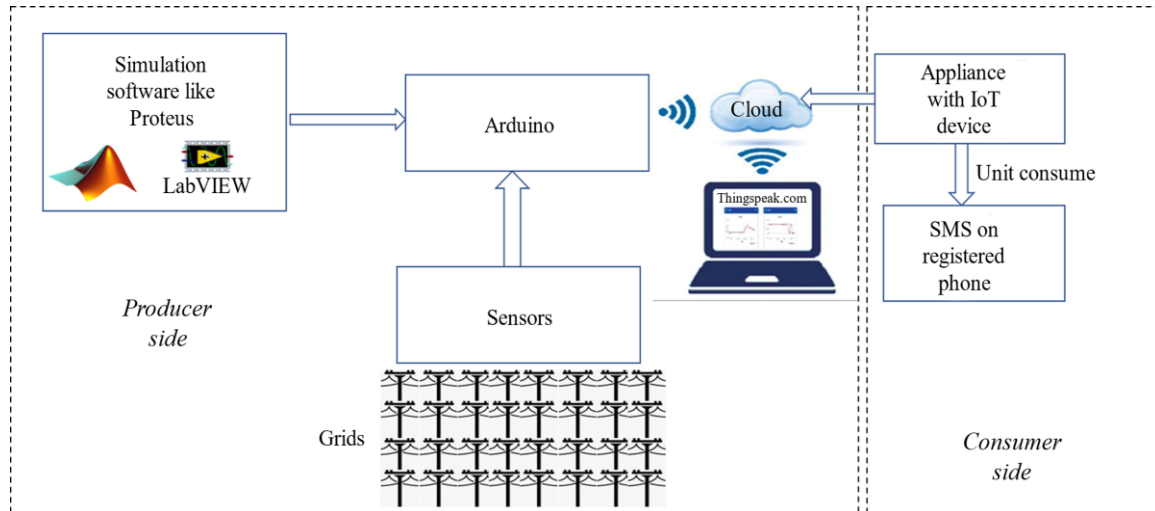 Simulation
software like
Proteus
LabVIEW
Arduino
Cloud
Thingspeak.com
Sensors
Grids
Producer
side
Appliance
with IoT
device
Unit consume
SMS on
registered
phone
Consumer
side